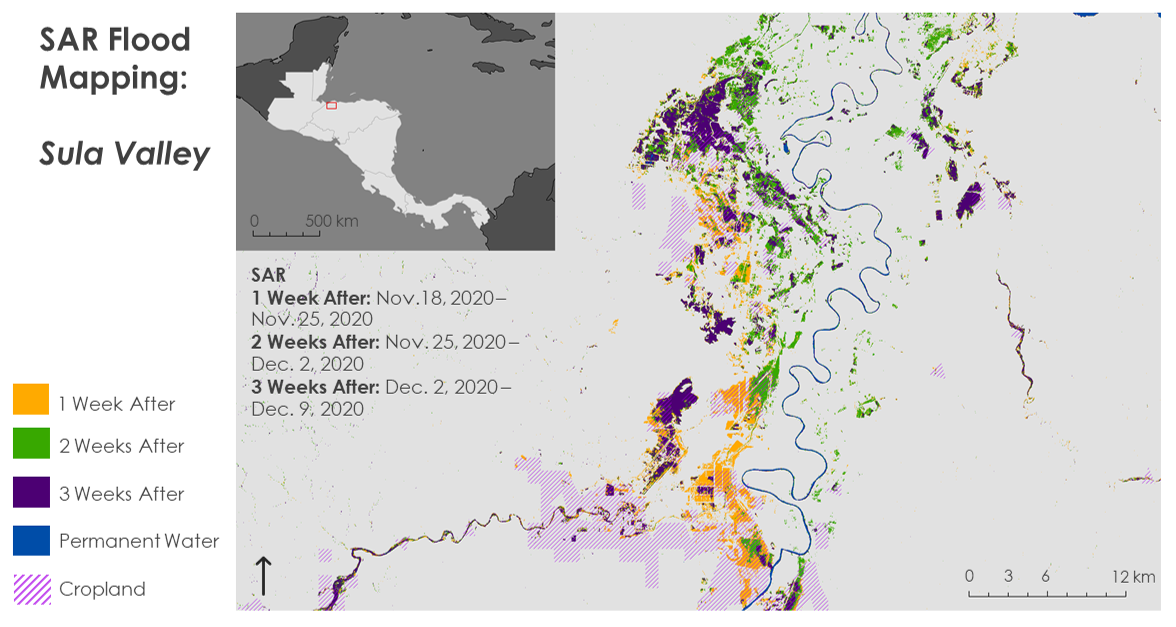 SAR Flood
Mapping:
Sula Valley
0 500 km
SAR
1 Week After: Nov.18, 2020–
Nov. 25, 2020
2 Weeks After: Nov. 25, 2020–
Dec. 2, 2020
3 Weeks After: Dec. 2, 2020–
Dec. 9, 2020
1 Week After
2 Weeks After
3 Weeks After
Permanent Water
Cropland
0 3 6 12 km